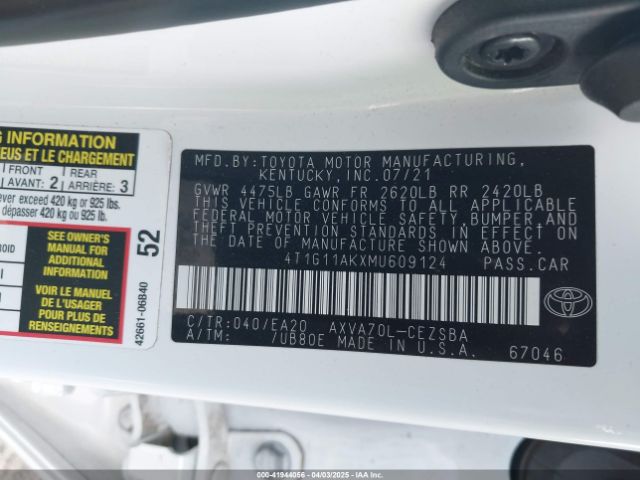 G INFORMATION
EUS ET LE CHARGEMENT
FRONT
AVANT: 2
REAR
ARRIÈRE: 3
ever exceed 420 kg or 925 lbs.
dépasser 420 kg ou 925 lb.
SEE OWNER'S
MANUAL FOR
ADDITIONAL
INFORMATION
VOIR LE MANUEL
DE L'USAGER
POUR PLUS
DE
RENSEIGNEMENTS
52
42661-06B40
MFD.BY:TOYOTA MOTOR MANUFACTURING,
KENTUCKY,INC.07/21
GVWR 4475LB GAWR FR 2620LB RR 2420LB
THIS VEHICLE CONFORMS TO ALL APPLICABLE
FEDERAL MOTOR VEHICLE SAFETY, BUMPER,AND
THEFT PREVENTION STANDARDS IN EFFECT ON
THE DATE OF MANUFACTURE SHOWN ABOVE.
4T1G11AKXMU609124 PASS.CAR
C/TR:040/EA20 AXVA70L-CEZSBA
A/TM: 7UB80E MADE IN U.S.A.
67046
000-41944056 - 04/03/2025 - IAAI.COM